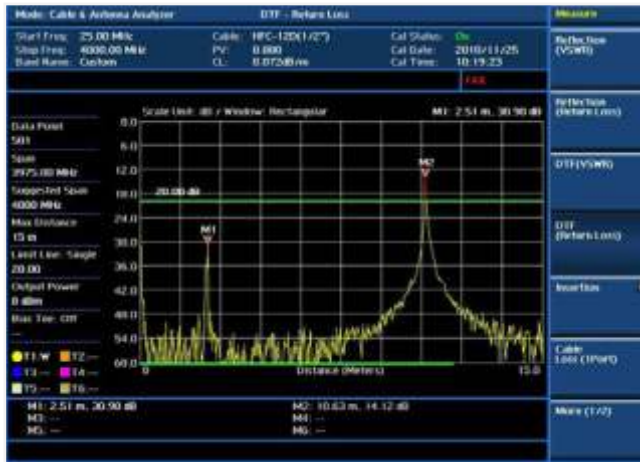 Mode: Cable & Antenna Analyzer
DTF - Return Loss
Measure
Start Freq: 25.00 MHz
Cable: HFC-12D(1/2")
Cal Status: On
Stop Freq: 4000.00 MHz
PV: 0.800
Cal Date: 2010/11/25
Band Name: Custom
CL: 0.072dB/m
Cal Time: 10:19:23
FAIL
Scale Unit: dB / Window: Rectangular
M1: 2.51 m, 30.90 dB
Data Point
501
Span
3975.00 MHz
Suggested Span
4000 MHz
Max Distance
15 m
Limit Line: Single
20.00
Output Power
0 dBm
Bias Tee: Off
--
T1:W T2:--
T3:-- T4:--
T5:-- T6:--
0.0
6.0
12.0
18.0
24.0
30.0
36.0
42.0
48.0
54.0
60.0
20.00 dB
M1
M2
0
Distance (Meters)
15.0
M1: 2.51 m, 30.90 dB
M2: 10.63 m, 14.12 dB
M3: --
M4: --
M5: --
M6: --
Reflection
(VSWR)
Reflection
(Return Loss)
DTF(VSWR)
DTF
(Return Loss)
Insertion
Cable
Loss (1Port)
More (1/2)